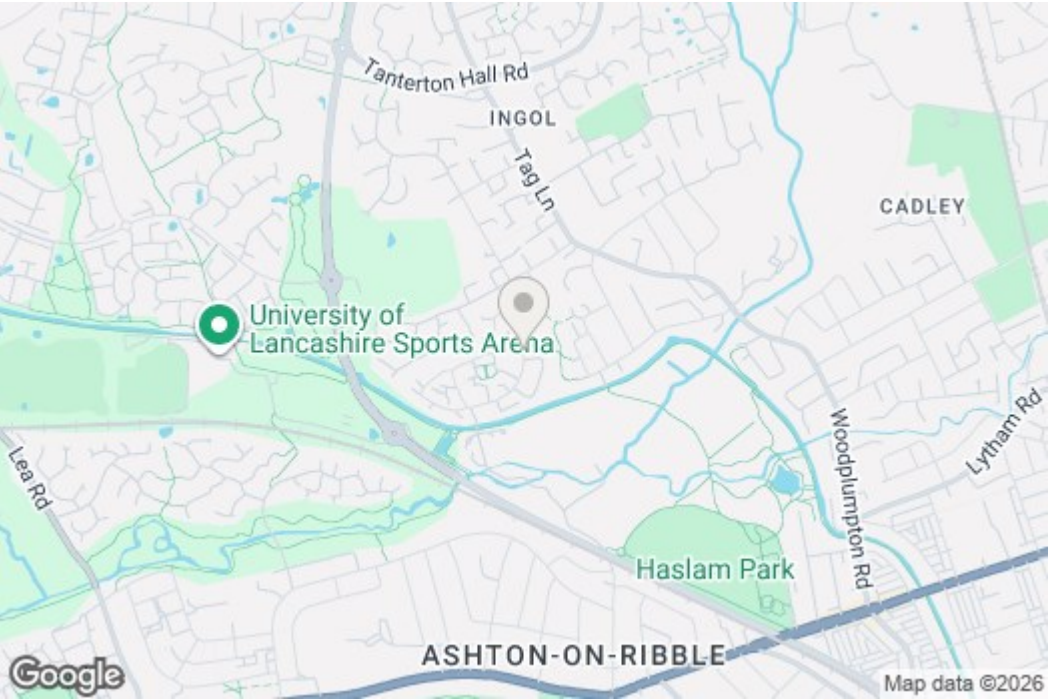 Tanterton Hall Rd
INGOL
Tag Ln
CADLEY
University of
Lancashire Sports Arena
Lea Rd
Woodplumpton Rd
Lytham Rd
Haslam Park
ASHTON-ON-RIBBLE
Google
Map data ©2026